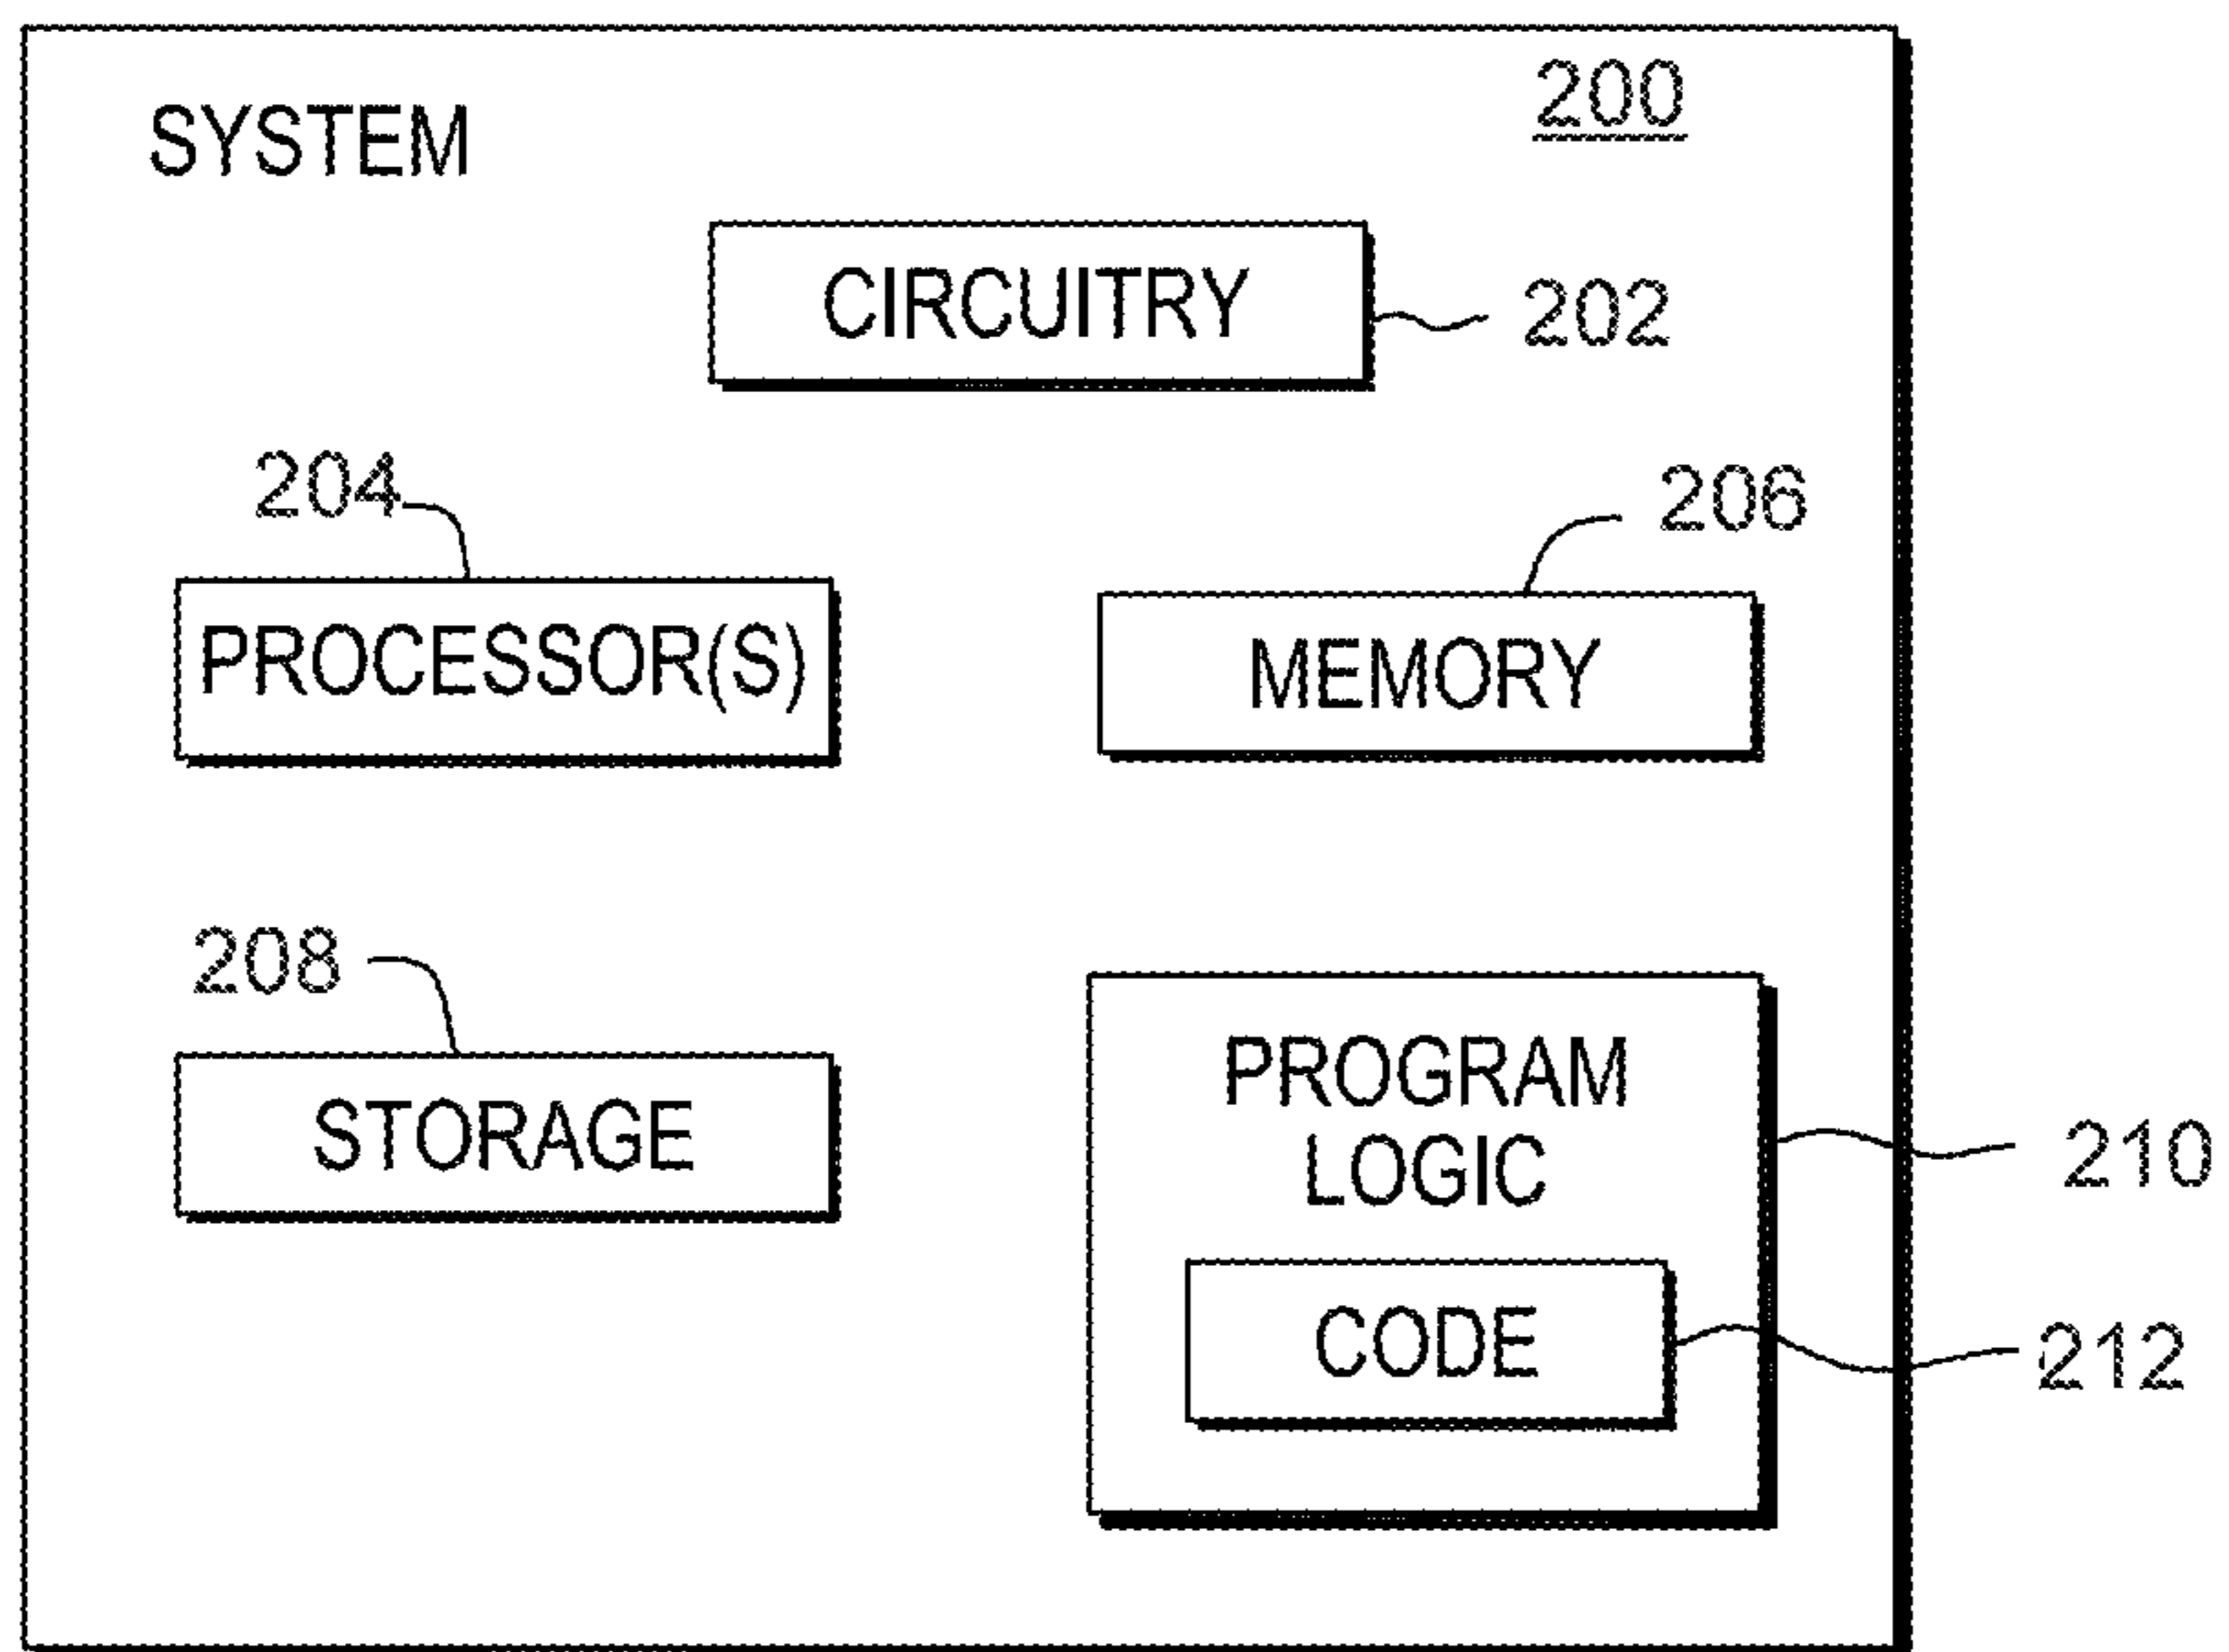 200
SYSTEM
CIRCUITRY
202
204
206
PROCESSOR(S)
MEMORY
208
STORAGE
PROGRAM
LOGIC
210
CODE
212